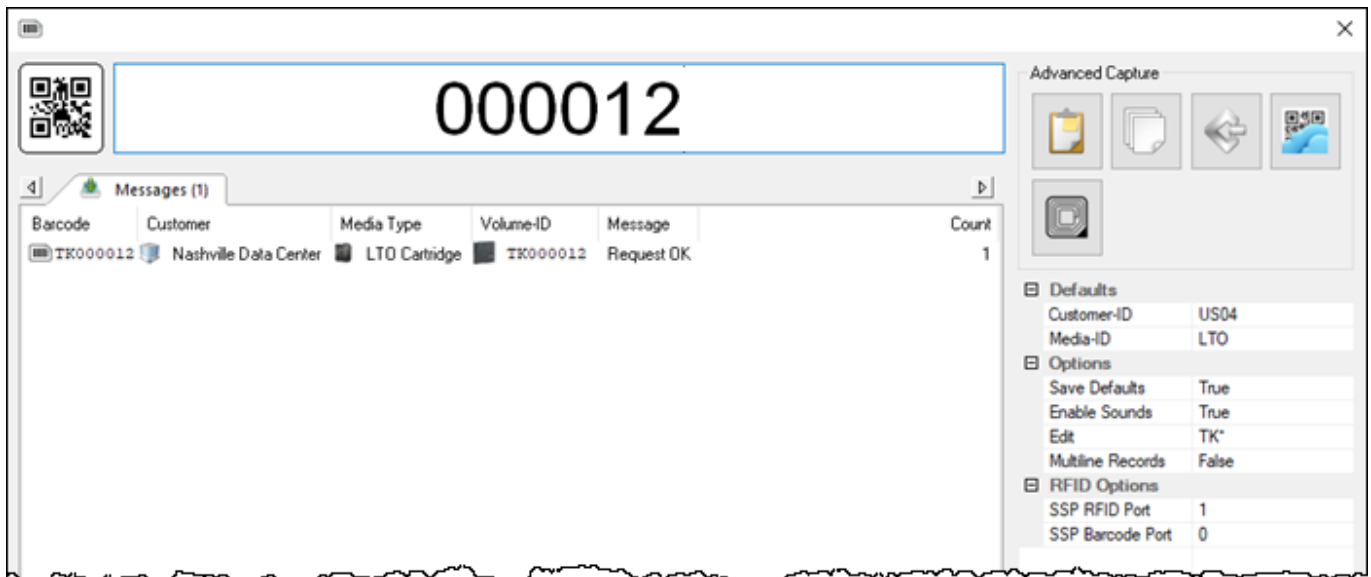 000012
Messages (1)
Barcode Customer Media Type Volume-ID Message Count
TK000012 Nashville Data Center LTO Cartridge TK000012 Request OK 1
Advanced Capture
Defaults
Customer-ID US04
Media-ID LTO
Options
Save Defaults True
Enable Sounds True
Edit TK*
Multiline Records False
RFID Options
SSP RFID Port 1
SSP Barcode Port 0